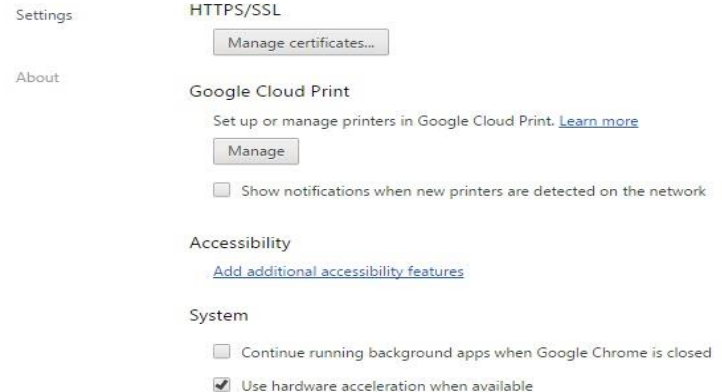 Settings
About
HTTPS/SSL
Manage certificates...
Google Cloud Print
Set up or manage printers in Google Cloud Print. Learn more
Manage
Show notifications when new printers are detected on the network
Accessibility
Add additional accessibility features
System
Continue running background apps when Google Chrome is closed
Use hardware acceleration when available